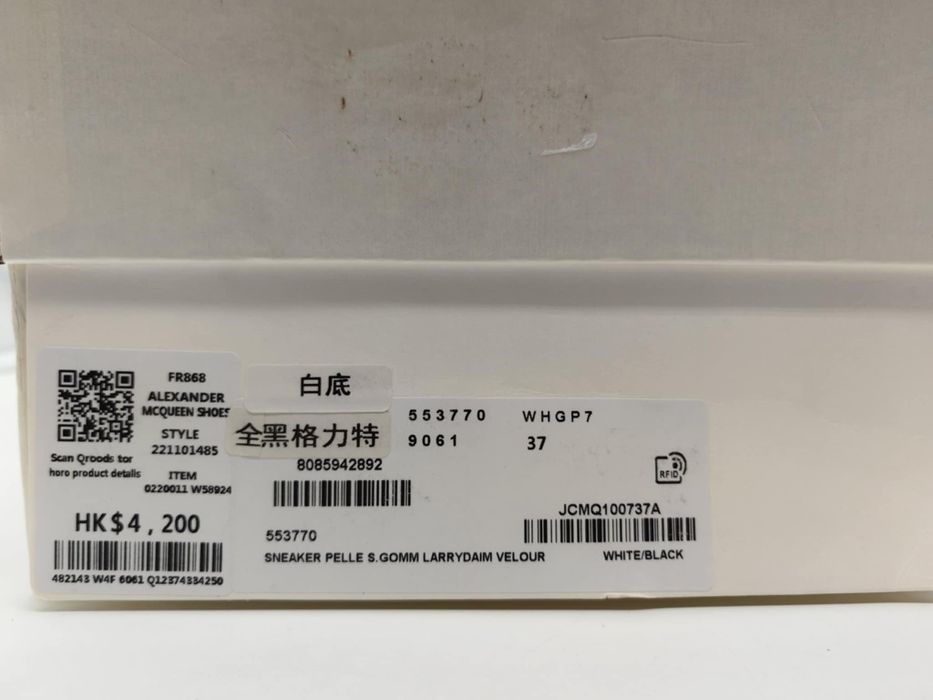 FR868
ALEXANDER
MCQUEEN SHOES
STYLE
221101485
Scan Qroods tor
horo product detalis
ITEM
0220011 W58924
HK$4,200
482143 W4F 6061 Q12374334250
白底
全黑格力特
553770 WHGP7
9061 37
8085942892
RFID
JCMQ100737A
553770
SNEAKER PELLE S.GOMM LARRYDAIM VELOUR
WHITE/BLACK